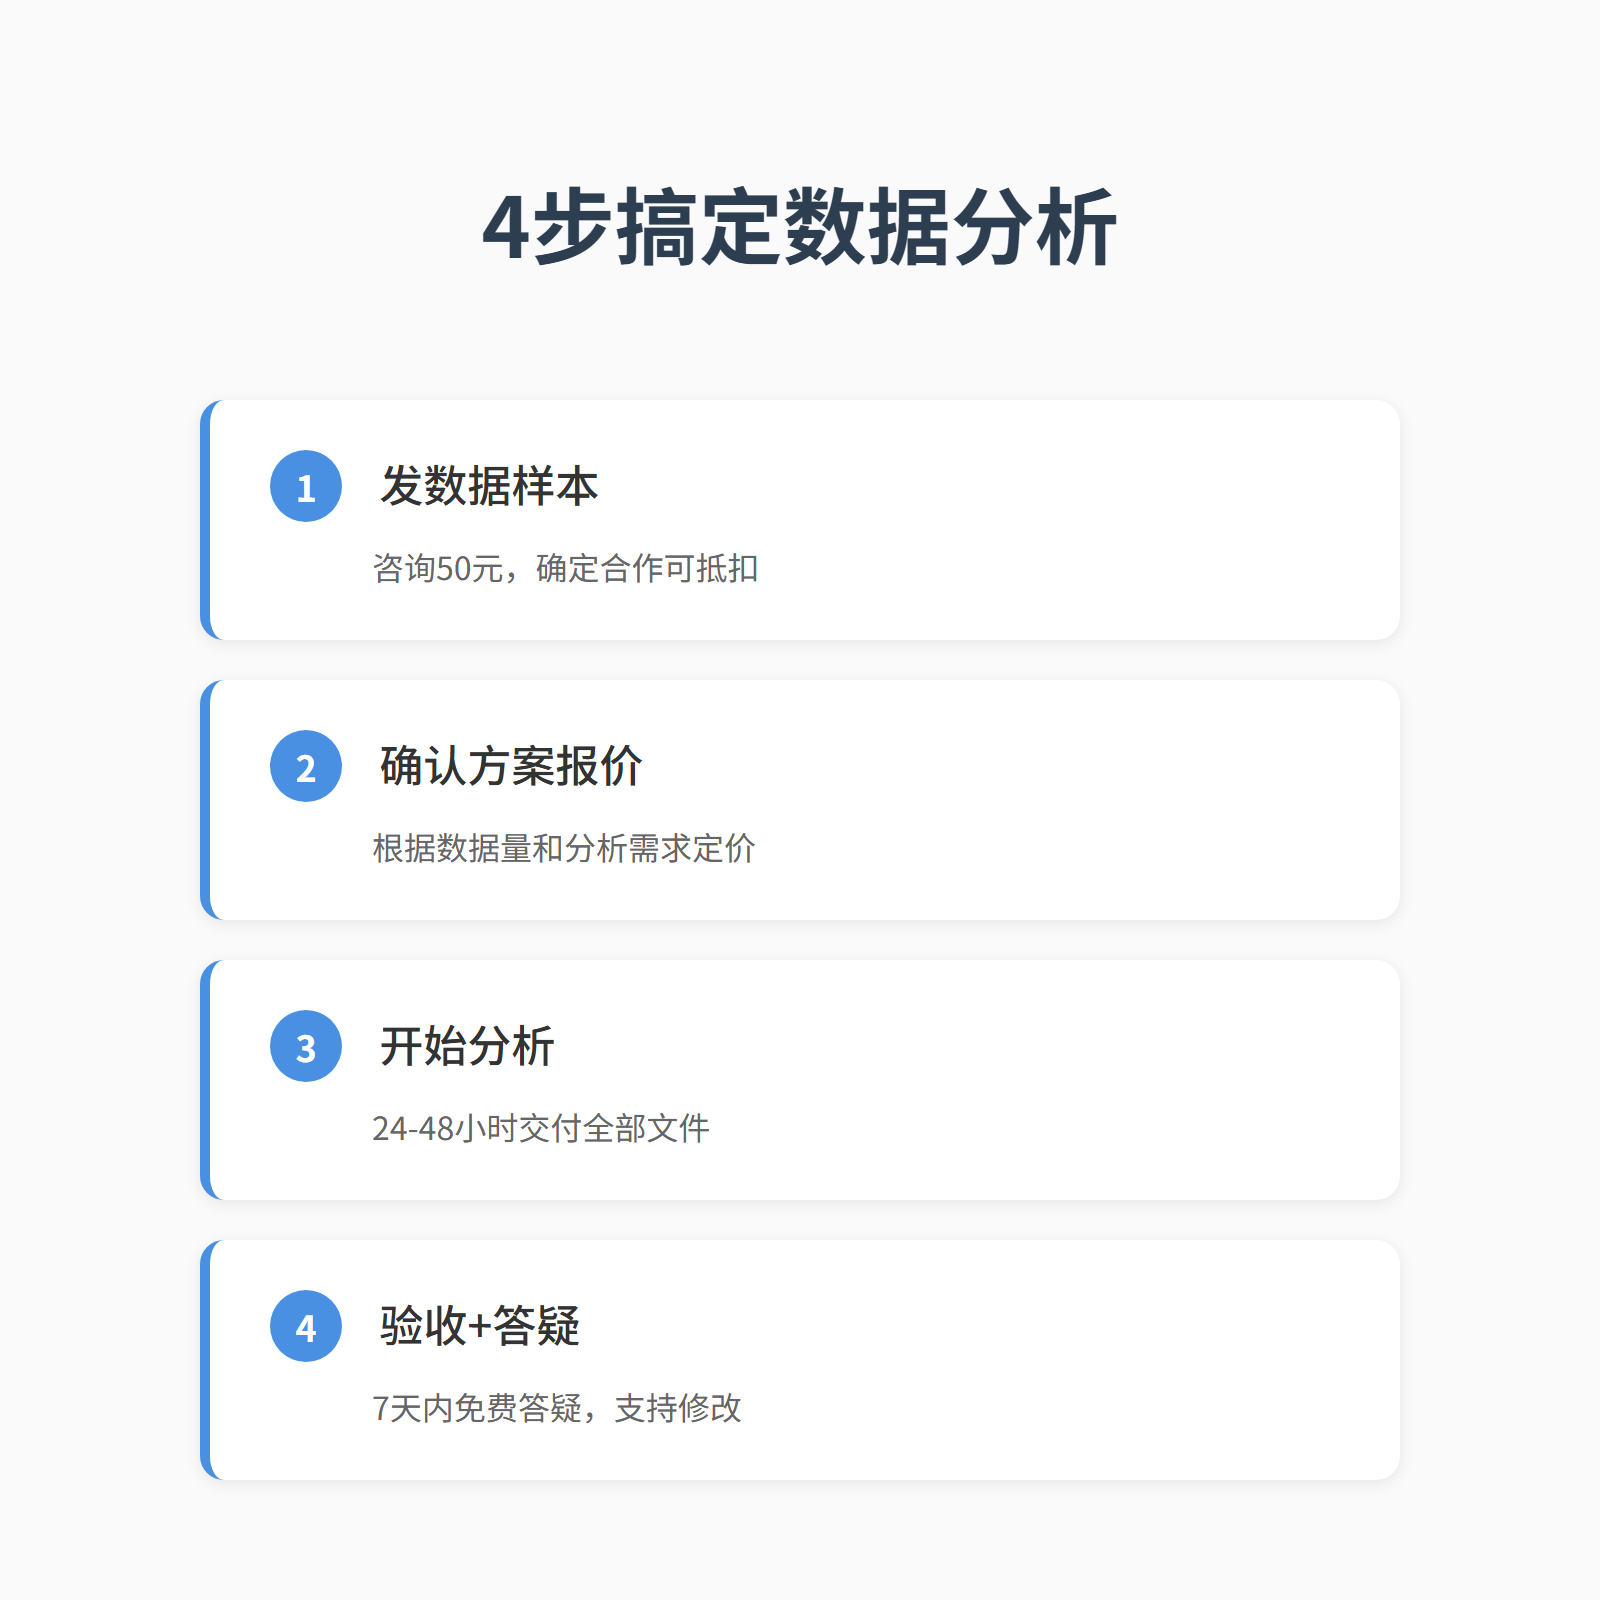 4步搞定数据分析
1 发数据样本
咨询50元，确定合作可抵扣
2 确认方案报价
根据数据量和分析需求定价
3 开始分析
24-48小时交付全部文件
4 验收+答疑
7天内免费答疑，支持修改